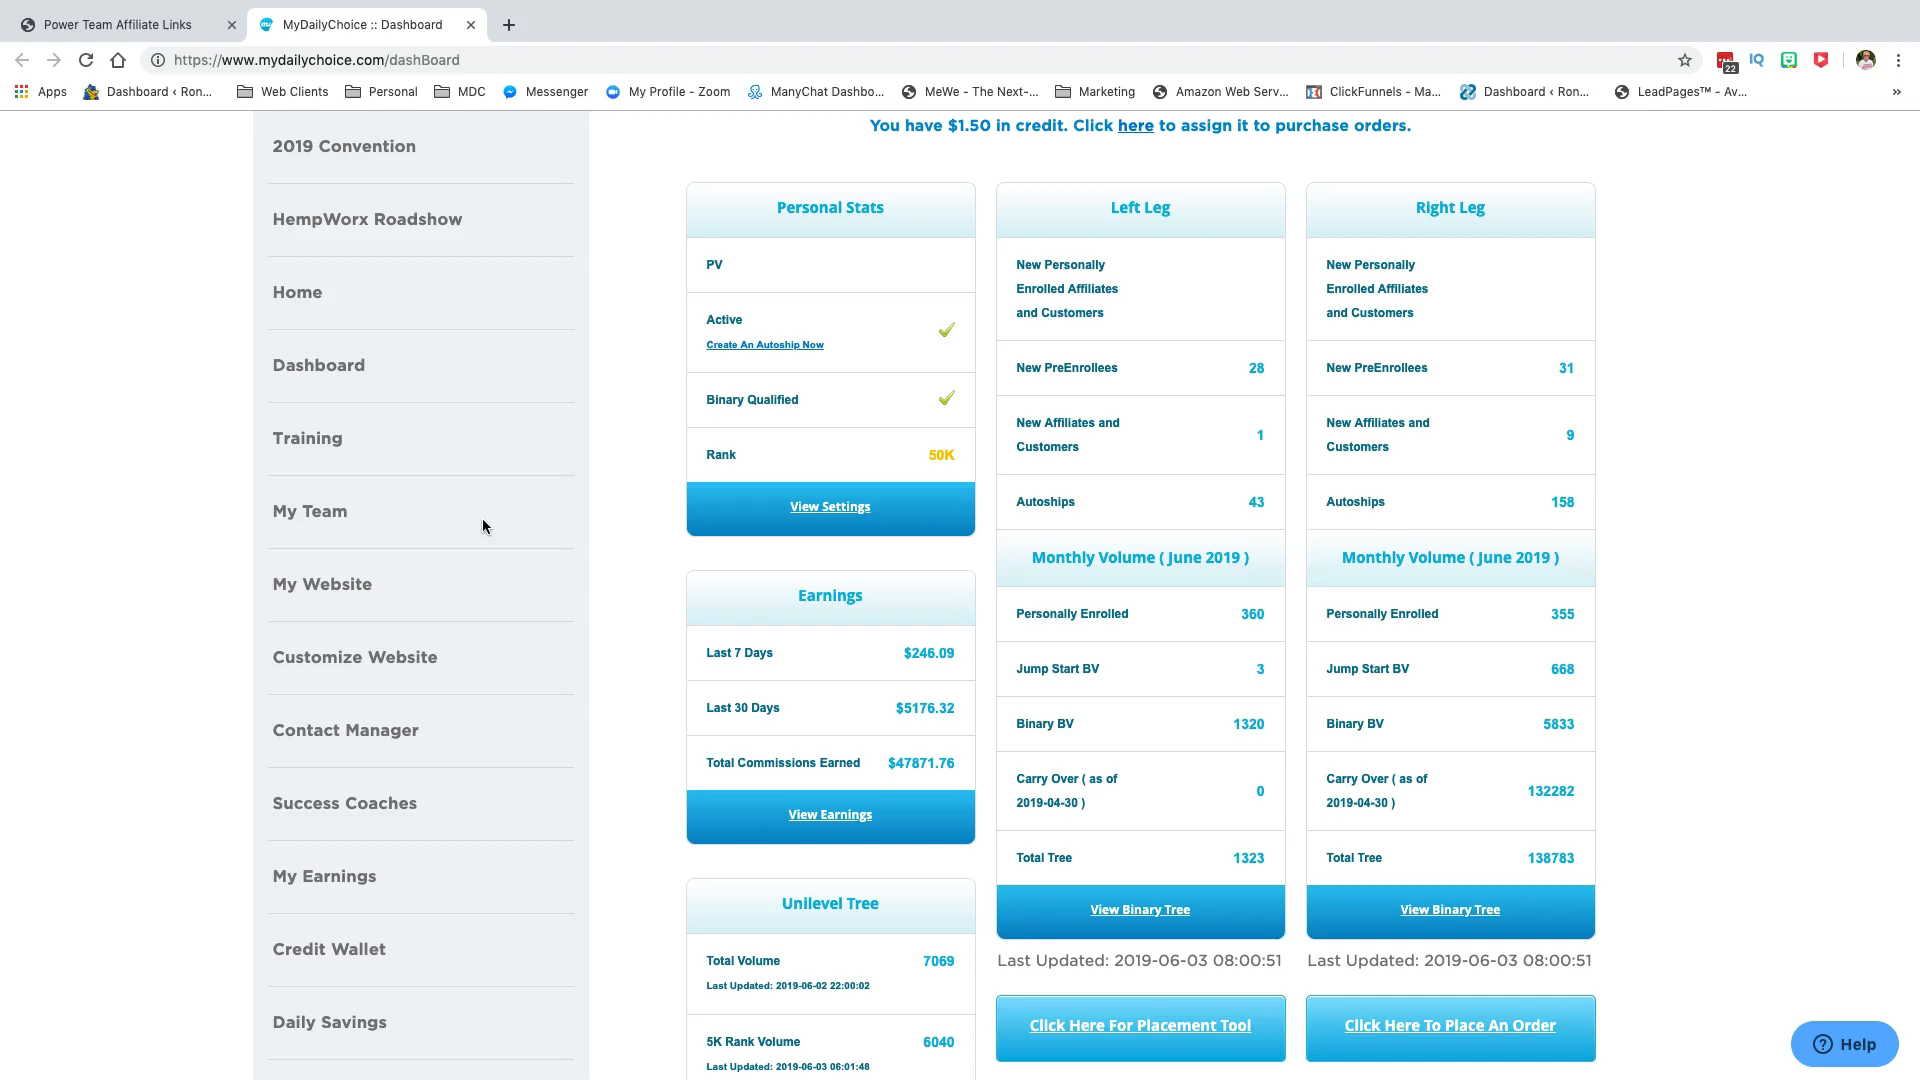 Power Team Affiliate Links
MyDailyChoice :: Dashboard
https://www.mydailychoice.com/dashBoard
22
IQ
Apps
Dashboard ‹ Ron...
Web Clients
Personal
MDC
Messenger
My Profile - Zoom
ManyChat Dashbo...
MeWe - The Next-...
Marketing
Amazon Web Serv...
ClickFunnels - Ma...
Dashboard ‹ Ron...
LeadPages™ - Av...
»
2019 Convention
HempWorx Roadshow
Home
Dashboard
Training
My Team
My Website
Customize Website
Contact Manager
Success Coaches
My Earnings
Credit Wallet
Daily Savings
You have $1.50 in credit. Click here to assign it to purchase orders.
Personal Stats
PV
Active
Create An Autoship Now
Binary Qualified
Rank 50K
View Settings
Earnings
Last 7 Days $246.09
Last 30 Days $5176.32
Total Commissions Earned $47871.76
View Earnings
Unilevel Tree
Total Volume 7069
Last Updated: 2019-06-02 22:00:02
5K Rank Volume 6040
Last Updated: 2019-06-03 06:01:48
Left Leg
New Personally
Enrolled Affiliates
and Customers
New PreEnrollees 28
New Affiliates and
Customers 1
Autoships 43
Monthly Volume ( June 2019 )
Personally Enrolled 360
Jump Start BV 3
Binary BV 1320
Carry Over ( as of
2019-04-30 ) 0
Total Tree 1323
View Binary Tree
Last Updated: 2019-06-03 08:00:51
Click Here For Placement Tool
Right Leg
New Personally
Enrolled Affiliates
and Customers
New PreEnrollees 31
New Affiliates and
Customers 9
Autoships 158
Monthly Volume ( June 2019 )
Personally Enrolled 355
Jump Start BV 668
Binary BV 5833
Carry Over ( as of
2019-04-30 ) 132282
Total Tree 138783
View Binary Tree
Last Updated: 2019-06-03 08:00:51
Click Here To Place An Order
Help